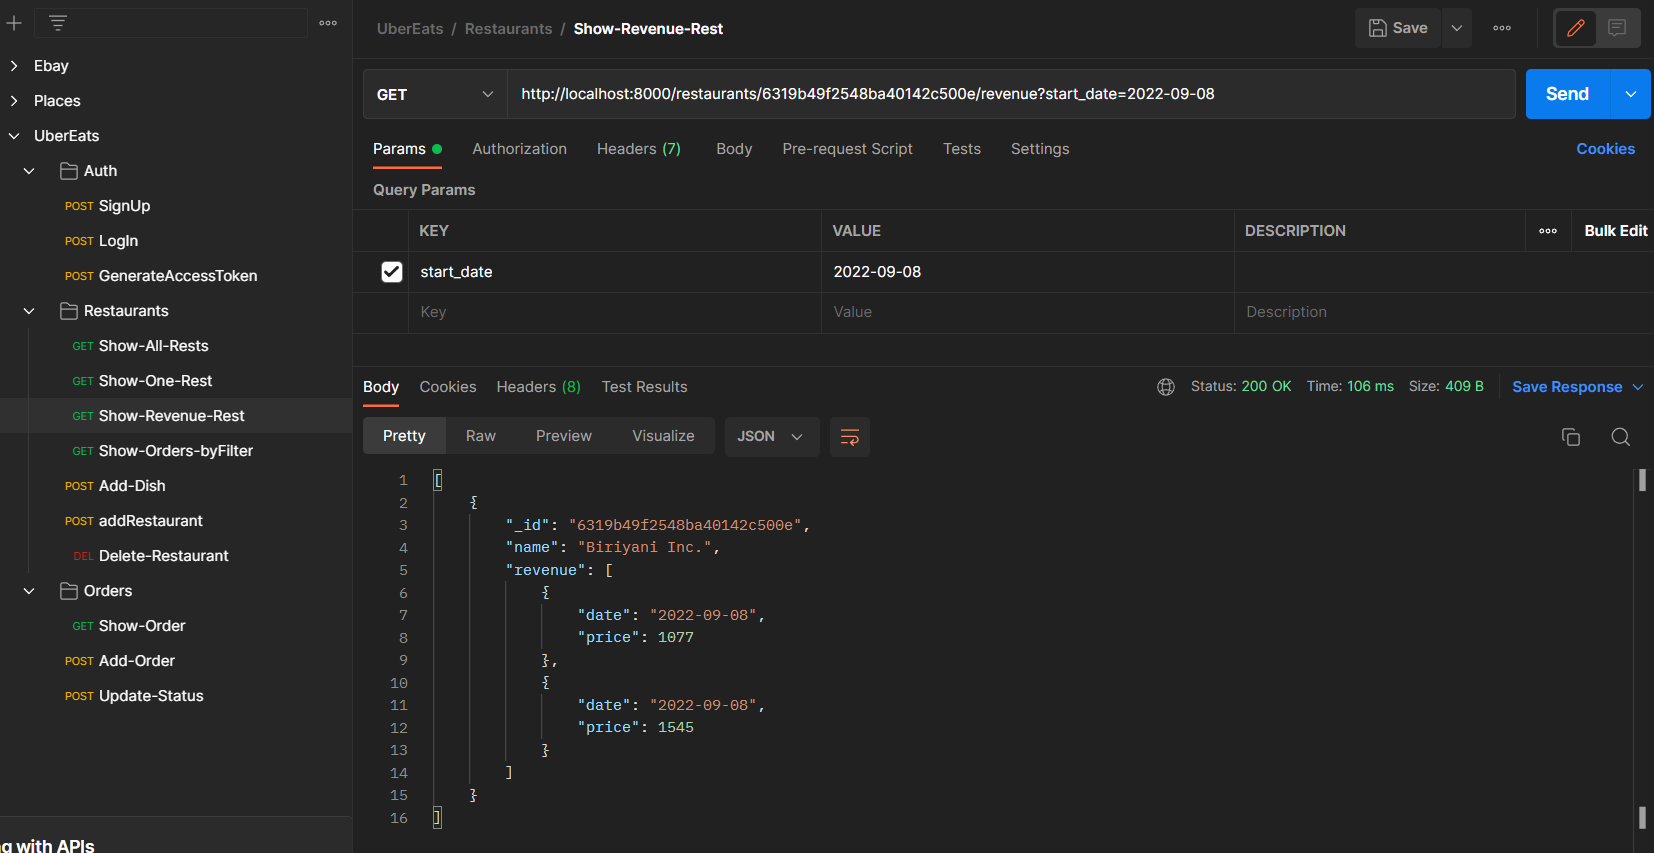 Ebay
Places
UberEats
Auth
POST SignUp
POST LogIn
POST GenerateAccessToken
Restaurants
GET Show-All-Rests
GET Show-One-Rest
GET Show-Revenue-Rest
GET Show-Orders-byFilter
POST Add-Dish
POST addRestaurant
DEL Delete-Restaurant
Orders
GET Show-Order
POST Add-Order
POST Update-Status
with APIs
UberEats / Restaurants / Show-Revenue-Rest
Save
GET http://localhost:8000/restaurants/6319b49f2548ba40142c500e/revenue?start_date=2022-09-08
Send
Params Authorization Headers (7) Body Pre-request Script Tests Settings Cookies
Query Params
KEY VALUE DESCRIPTION Bulk Edit
start_date 2022-09-08
Key Value Description
Body Cookies Headers (8) Test Results Status: 200 OK Time: 106 ms Size: 409 B Save Response
Pretty Raw Preview Visualize JSON
1 [
2 {
3 "_id": "6319b49f2548ba40142c500e",
4 "name": "Biriyani Inc.",
5 "revenue": [
6 {
7 "date": "2022-09-08",
8 "price": 1077
9 },
10 {
11 "date": "2022-09-08",
12 "price": 1545
13 }
14 ]
15 }
16 ]